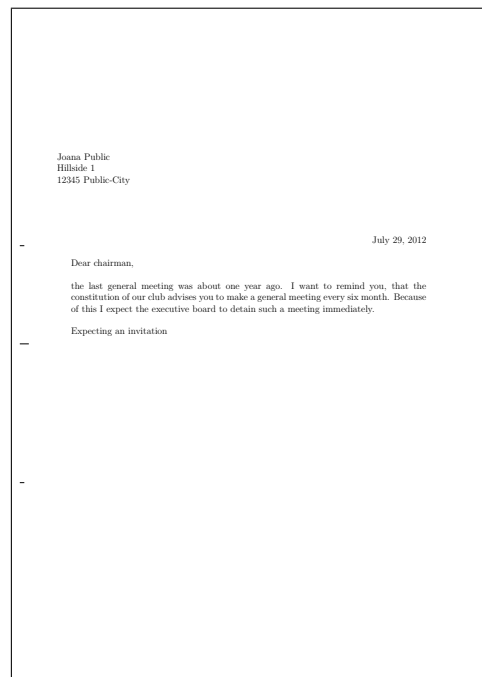 Joana Public
Hillside 1
12345 Public-City
July 29, 2012
Dear chairman,
the last general meeting was about one year ago. I want to remind you, that the
constitution of our club advises you to make a general meeting every six month. Because
of this I expect the executive board to detain such a meeting immediately.
Expecting an invitation